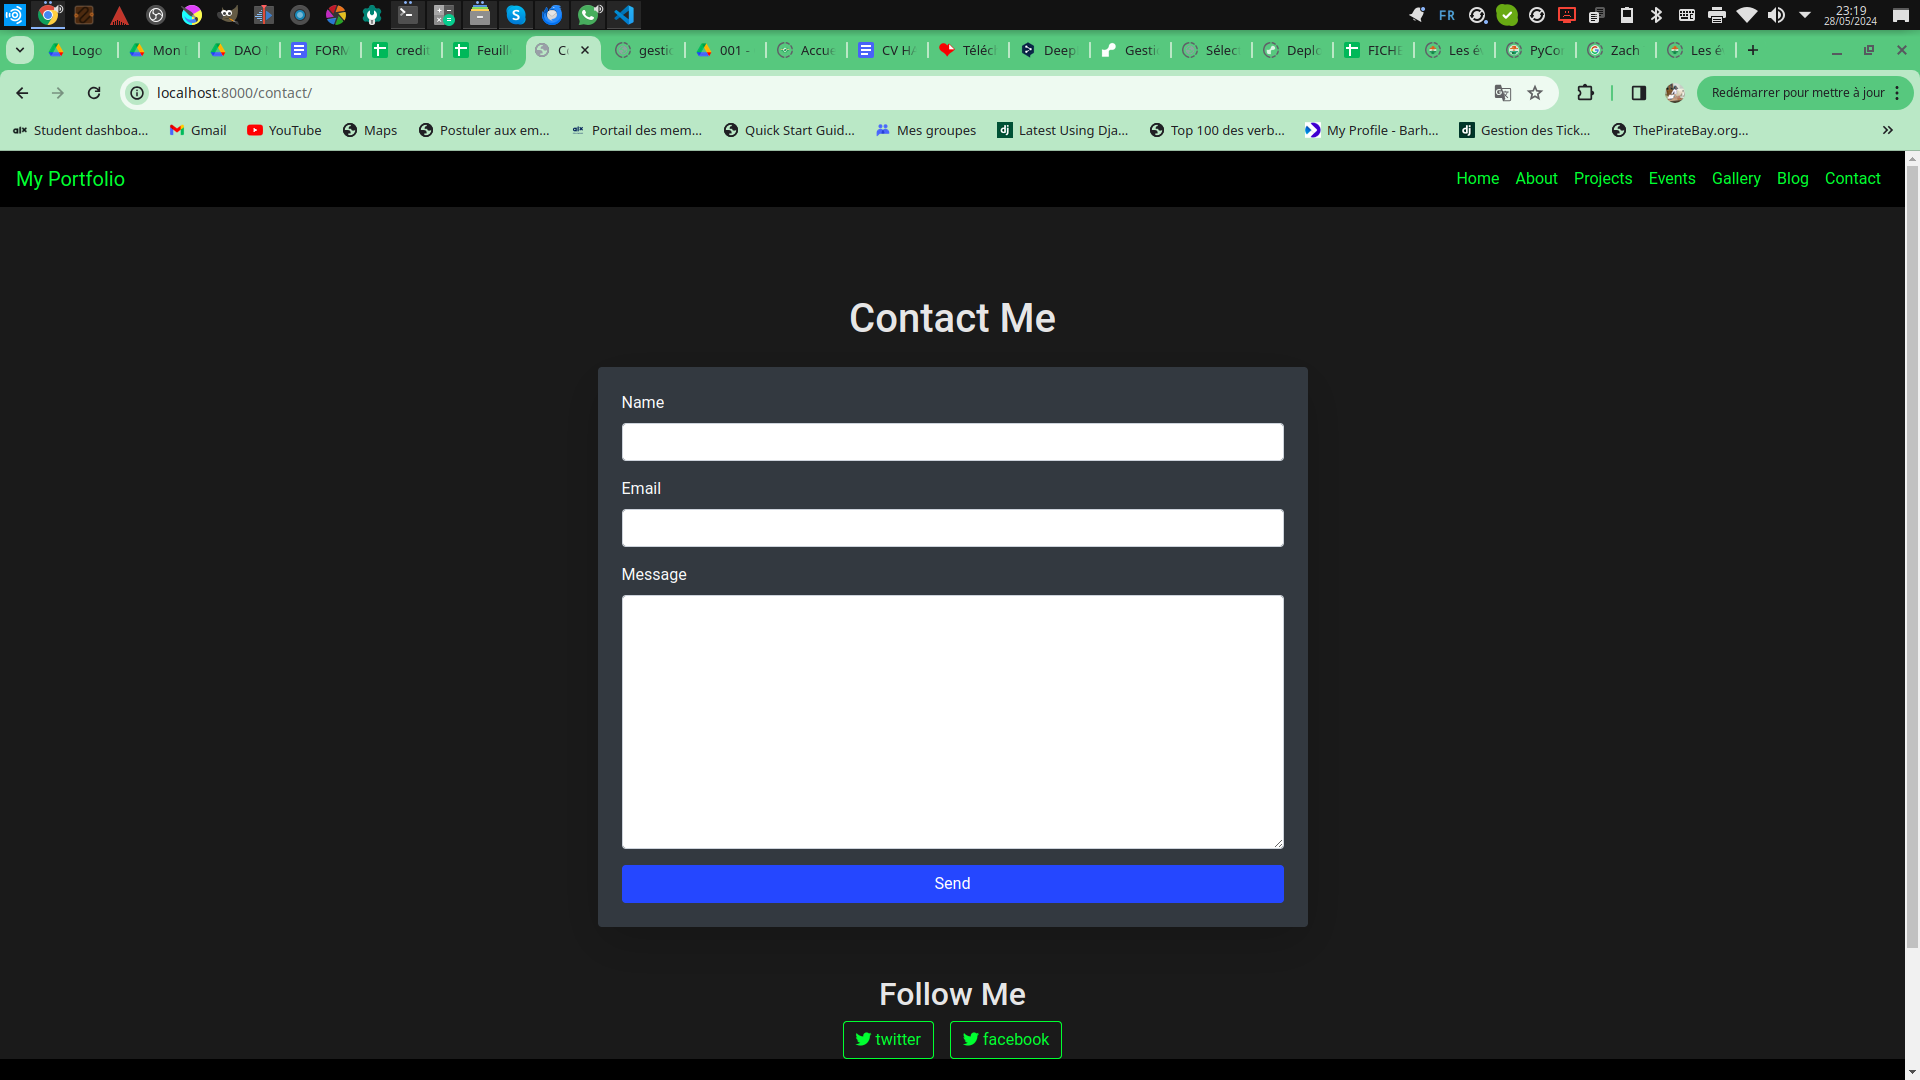 FR
23:19
28/05/2024
Logo
Mon
DAO
FORM
credit
Feuill
gestic
001 -
Accue
CV HA
Téléc
Deep
Gesti
Sélec
Deplo
FICHE
Les é
PyCo
Zach
Les é
localhost:8000/contact/
Redémarrer pour mettre à jour
Student dashboa...
Gmail
YouTube
Maps
Postuler aux em...
Portail des mem...
Quick Start Guid...
Mes groupes
Latest Using Dja...
Top 100 des verb...
My Profile - Barh...
Gestion des Tick...
ThePirateBay.org...
My Portfolio
Home About Projects Events Gallery Blog Contact
Contact Me
Name
Email
Message
Send
Follow Me
twitter facebook